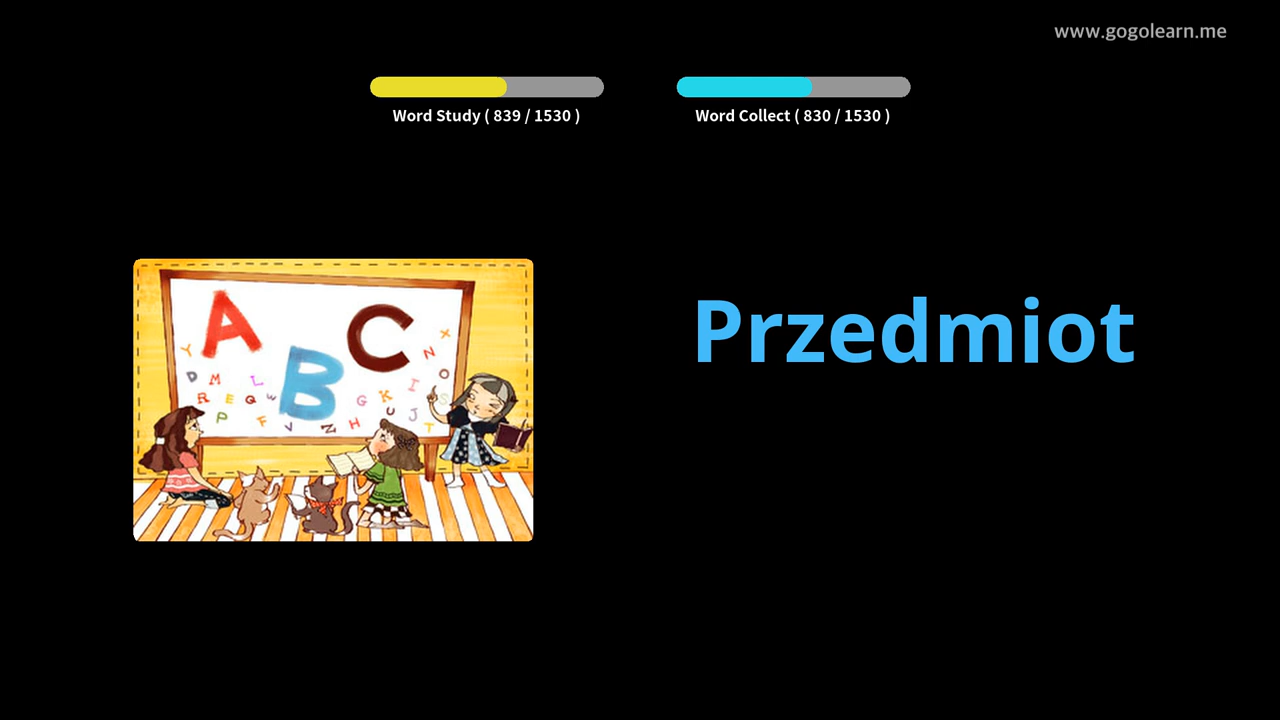 www.gogolearn.me
Word Study ( 839 / 1530 )
Word Collect ( 830 / 1530 )
Przedmiot
A
B
C
Y
X
N
D
M
L
O
I
R
E
Q
W
G
K
S
P
F
V
Z
H
U
J
T